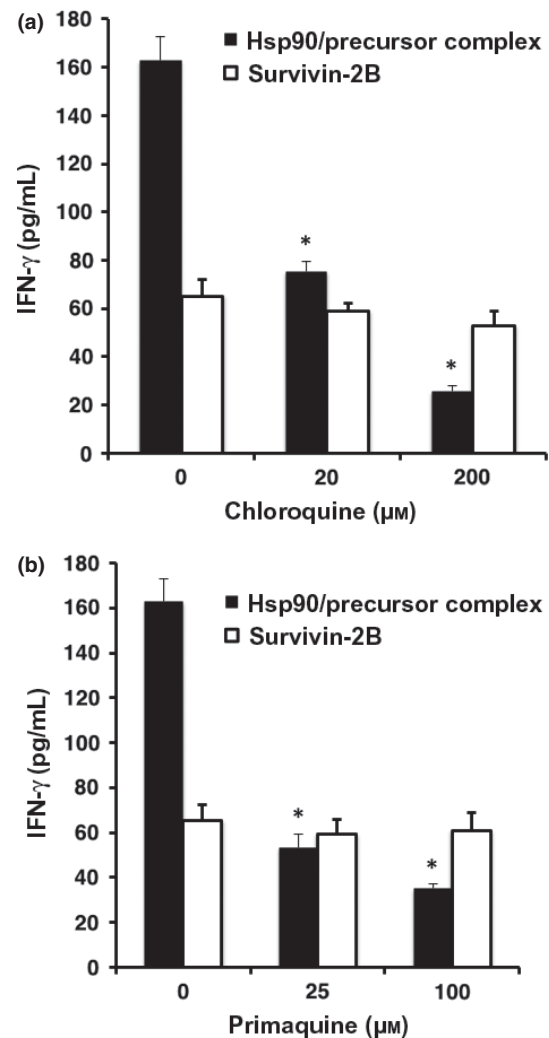 (a)
Hsp90/precursor complex
Survivin-2B
IFN-γ (pg/mL)
180
160
140
120
100
80
60
40
20
0
*
*
0 20 200
Chloroquine (μM)
(b)
Hsp90/precursor complex
Survivin-2B
IFN-γ (pg/mL)
180
160
140
120
100
80
60
40
20
0
*
*
0 25 100
Primaquine (μM)